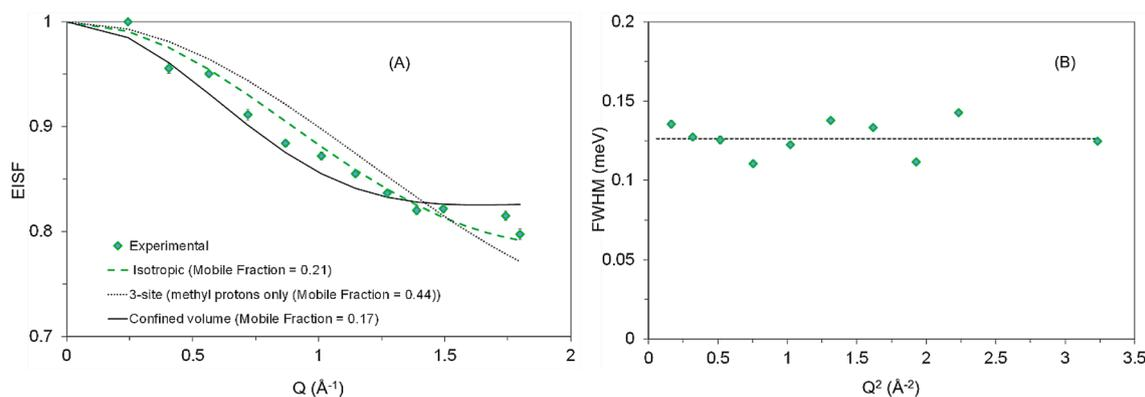 (A)
EISF
1
0.9
0.8
0.7
Experimental
Isotropic (Mobile Fraction = 0.21)
3-site (methyl protons only (Mobile Fraction = 0.44))
Confined volume (Mobile Fraction = 0.17)
0 0.5 1 1.5 2
Q (Å-1)
(B)
FWHM (meV)
0.2
0.15
0.1
0.05
0
0 0.5 1 1.5 2 2.5 3 3.5
Q2 (Å-2)